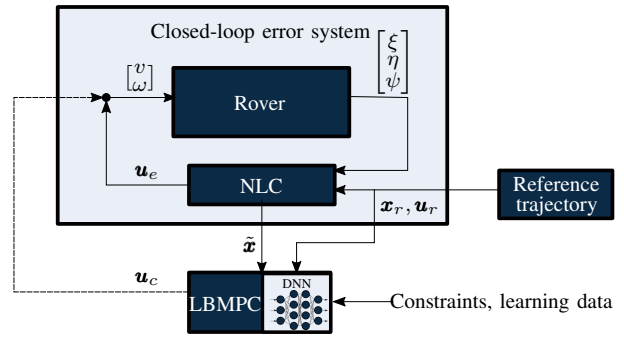 Closed-loop error system
[v ω]
[ξ η ψ]
Rover
u_e
NLC
Reference trajectory
x_r, u_r
x̃
u_c
DNN
LBMPC
Constraints, learning data